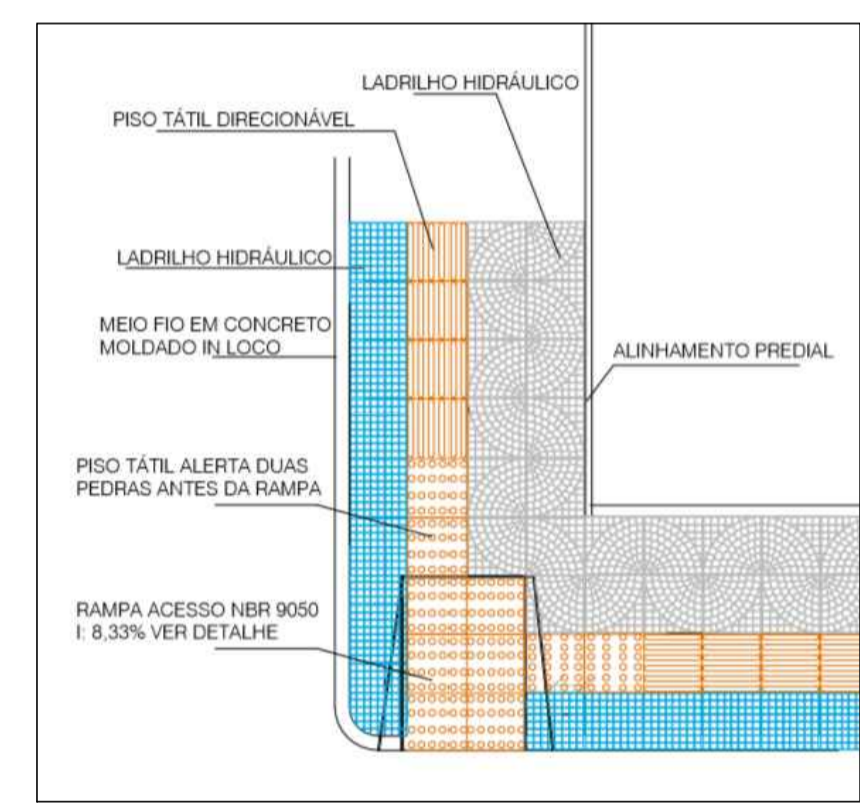 LADRILHO HIDRÁULICO
PISO TÁTIL DIRECIONÁVEL
LADRILHO HIDRÁULICO
MEIO FIO EM CONCRETO
MOLDADO IN LOCO
ALINHAMENTO PREDIAL
PISO TÁTIL ALERTA DUAS
PEDRAS ANTES DA RAMPA
RAMPA ACESSO NBR 9050
I: 8,33% VER DETALHE